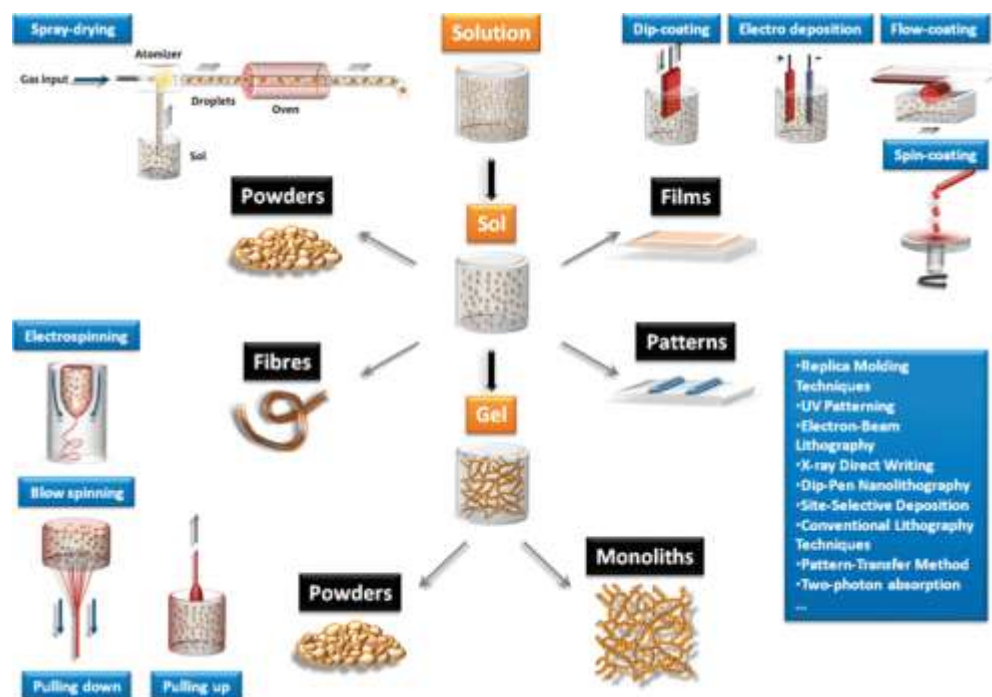 Spray-drying
Atomizer
Gas Input
Droplets
Oven
Sol
Solution
Dip-coating
Electro deposition
Flow-coating
Spin-coating
Powders
Sol
Films
Electrospinning
Fibres
Patterns
Gel
•Replica Molding
Techniques
•UV Patterning
•Electron-Beam
Lithography
•X-ray Direct Writing
•Dip-Pen Nanolithography
•Site-Selective Deposition
•Conventional Lithography
Techniques
•Pattern-Transfer Method
•Two-photon absorption
...
Blow spinning
Powders
Monoliths
Pulling down
Pulling up